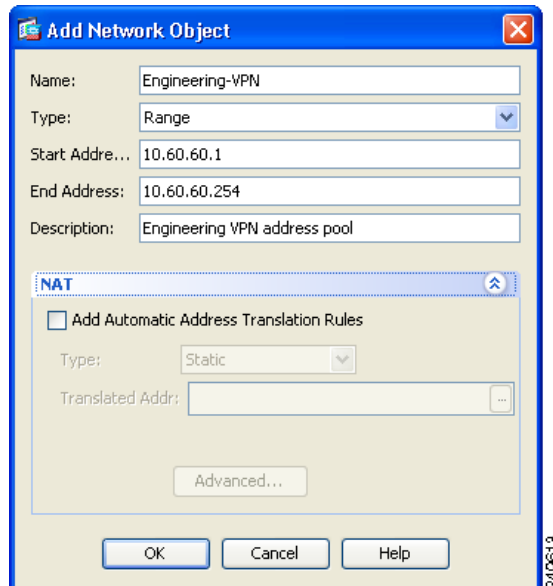 Add Network Object
Name: Engineering-VPN
Type: Range
Start Addre... 10.60.60.1
End Address: 10.60.60.254
Description: Engineering VPN address pool
NAT
Add Automatic Address Translation Rules
Type: Static
Translated Addr: ...
Advanced...
OK Cancel Help